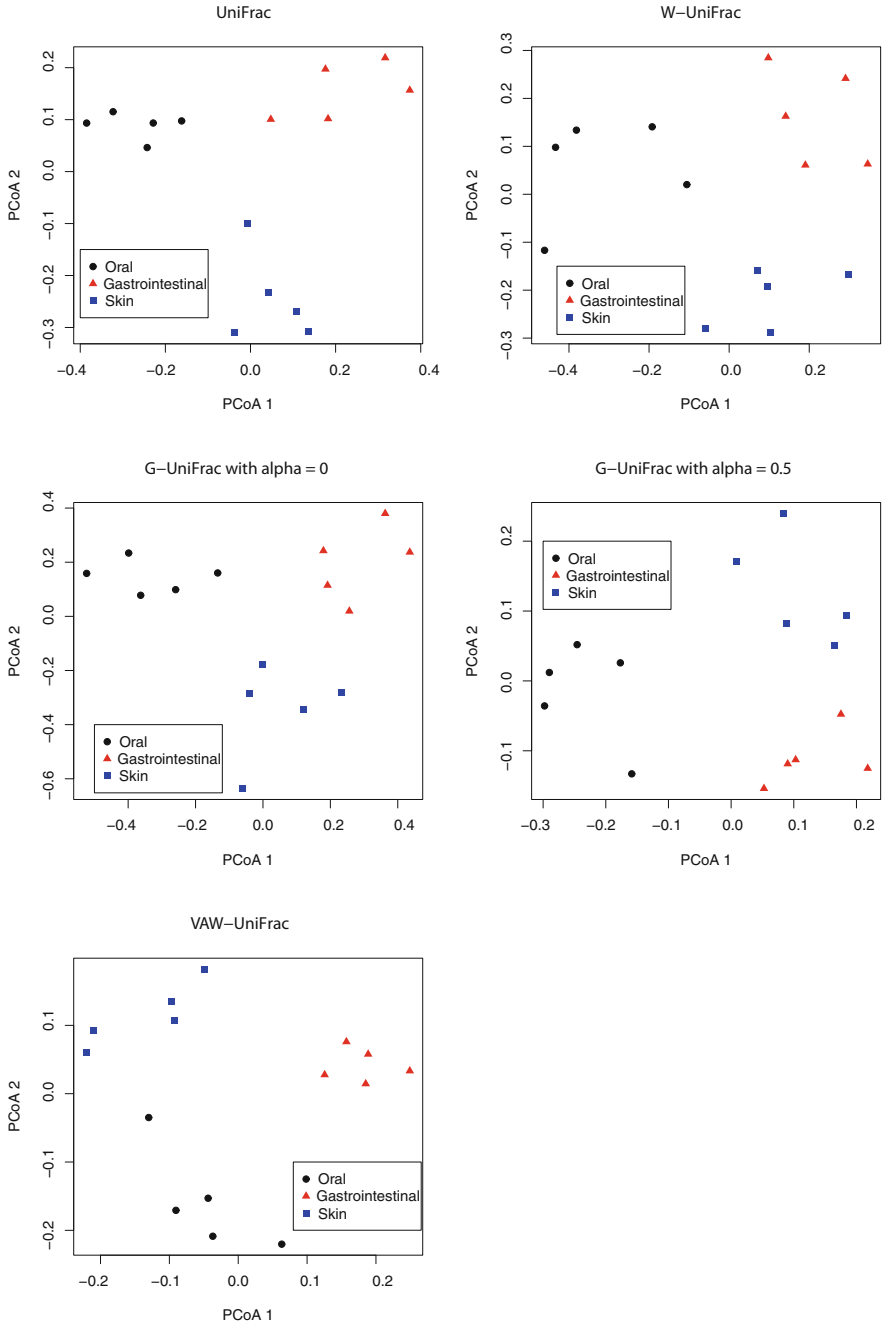 UniFrac
0.2
0.1
0.0
−0.1
−0.2
−0.3
PCoA 2
Oral
Gastrointestinal
Skin
−0.4
−0.2
0.0
0.2
0.4
PCoA 1
W−UniFrac
0.3
0.2
0.1
0.0
−0.1
−0.2
−0.3
PCoA 2
Oral
Gastrointestinal
Skin
−0.4
−0.2
0.0
0.2
PCoA 1
G−UniFrac with alpha = 0
0.4
0.2
0.0
−0.2
−0.4
−0.6
PCoA 2
Oral
Gastrointestinal
Skin
−0.4
−0.2
0.0
0.2
0.4
PCoA 1
G−UniFrac with alpha = 0.5
0.2
0.1
0.0
−0.1
PCoA 2
Oral
Gastrointestinal
Skin
−0.3
−0.2
−0.1
0.0
0.1
0.2
PCoA 1
VAW−UniFrac
0.1
0.0
−0.1
−0.2
PCoA 2
Oral
Gastrointestinal
Skin
−0.2
−0.1
0.0
0.1
0.2
PCoA 1